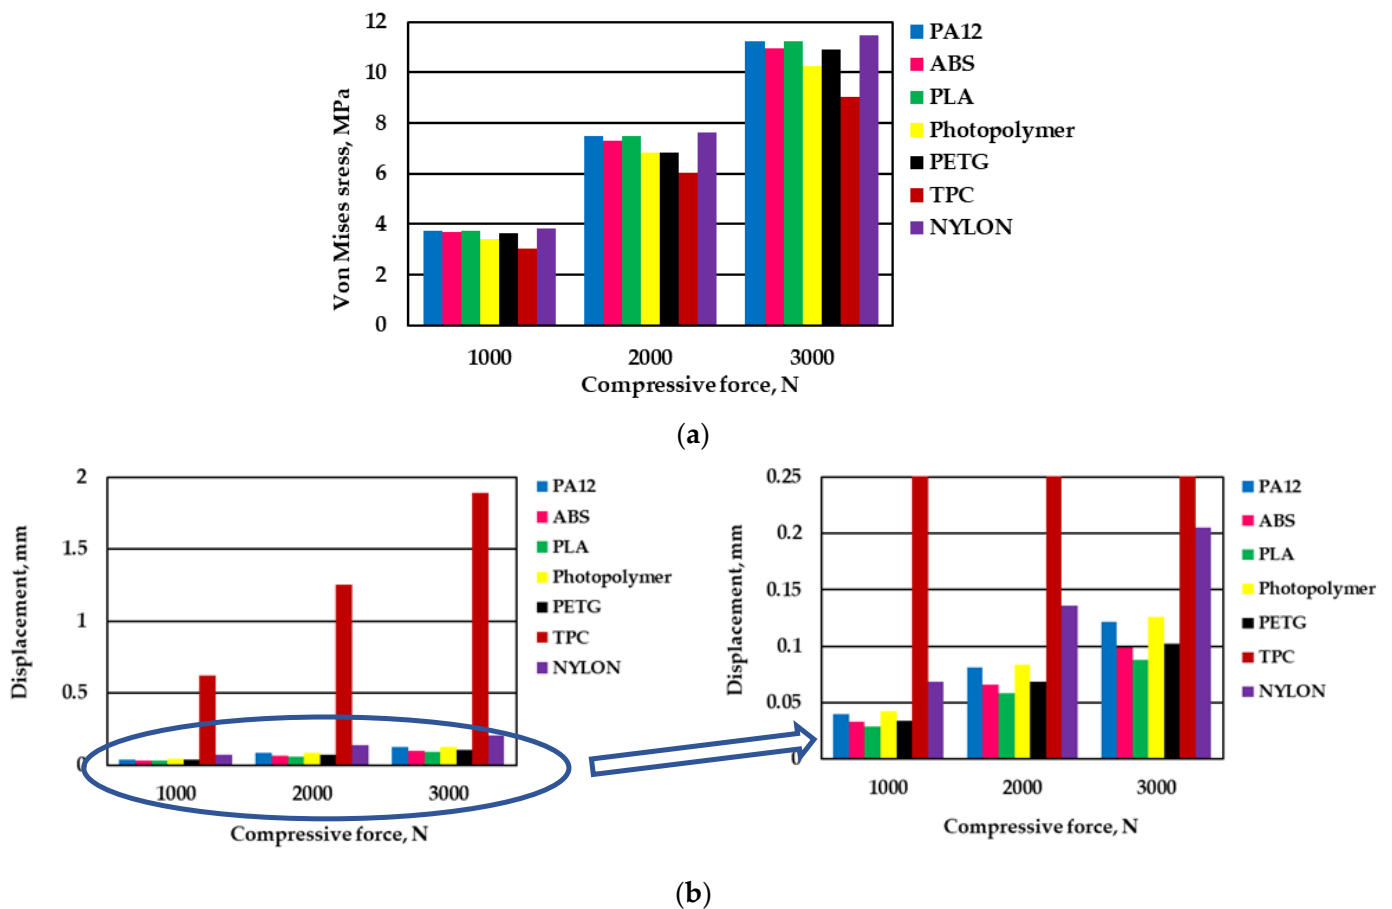 12
10
8
6
4
2
0
Von Mises sress, MPa
1000 2000 3000
Compressive force, N
PA12
ABS
PLA
Photopolymer
PETG
TPC
NYLON
(a)
2
1.5
1
0.5
0
Displacement, mm
1000 2000 3000
Compressive force, N
PA12
ABS
PLA
Photopolymer
PETG
TPC
NYLON
0.25
0.2
0.15
0.1
0.05
0
Displacement, mm
1000 2000 3000
Compressive force, N
PA12
ABS
PLA
Photopolymer
PETG
TPC
NYLON
(b)